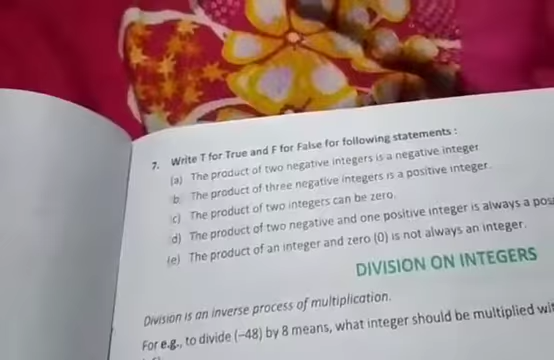 7. Write T for True and F for False for following statements :
(a) The product of two negative integers is a negative integer
b) The product of three negative integers is a positive integer.
c) The product of two integers can be zero.
d) The product of two negative and one positive integer is always a
(e) The product of an integer and zero (0) is not always an integer.
DIVISION ON INTEGERS
Division is an inverse process of multiplication.
For e.g., to divide (−48) by 8 means, what integer should be multiplied